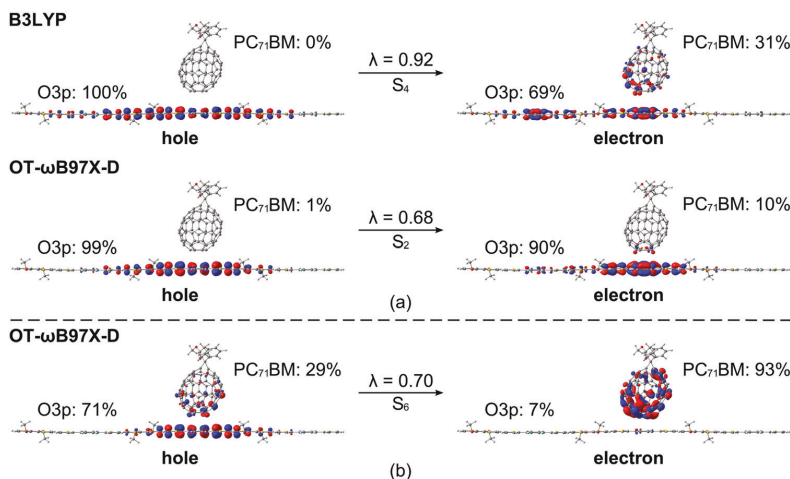 B3LYP
PC₇₁BM: 0%
λ = 0.92
PC₇₁BM: 31%
O3p: 100%
S₄
O3p: 69%
hole
electron
OT-ωB97X-D
PC₇₁BM: 1%
λ = 0.68
PC₇₁BM: 10%
O3p: 99%
S₂
O3p: 90%
hole
(a)
electron
OT-ωB97X-D
PC₇₁BM: 29%
λ = 0.70
PC₇₁BM: 93%
O3p: 71%
S₆
O3p: 7%
hole
(b)
electron